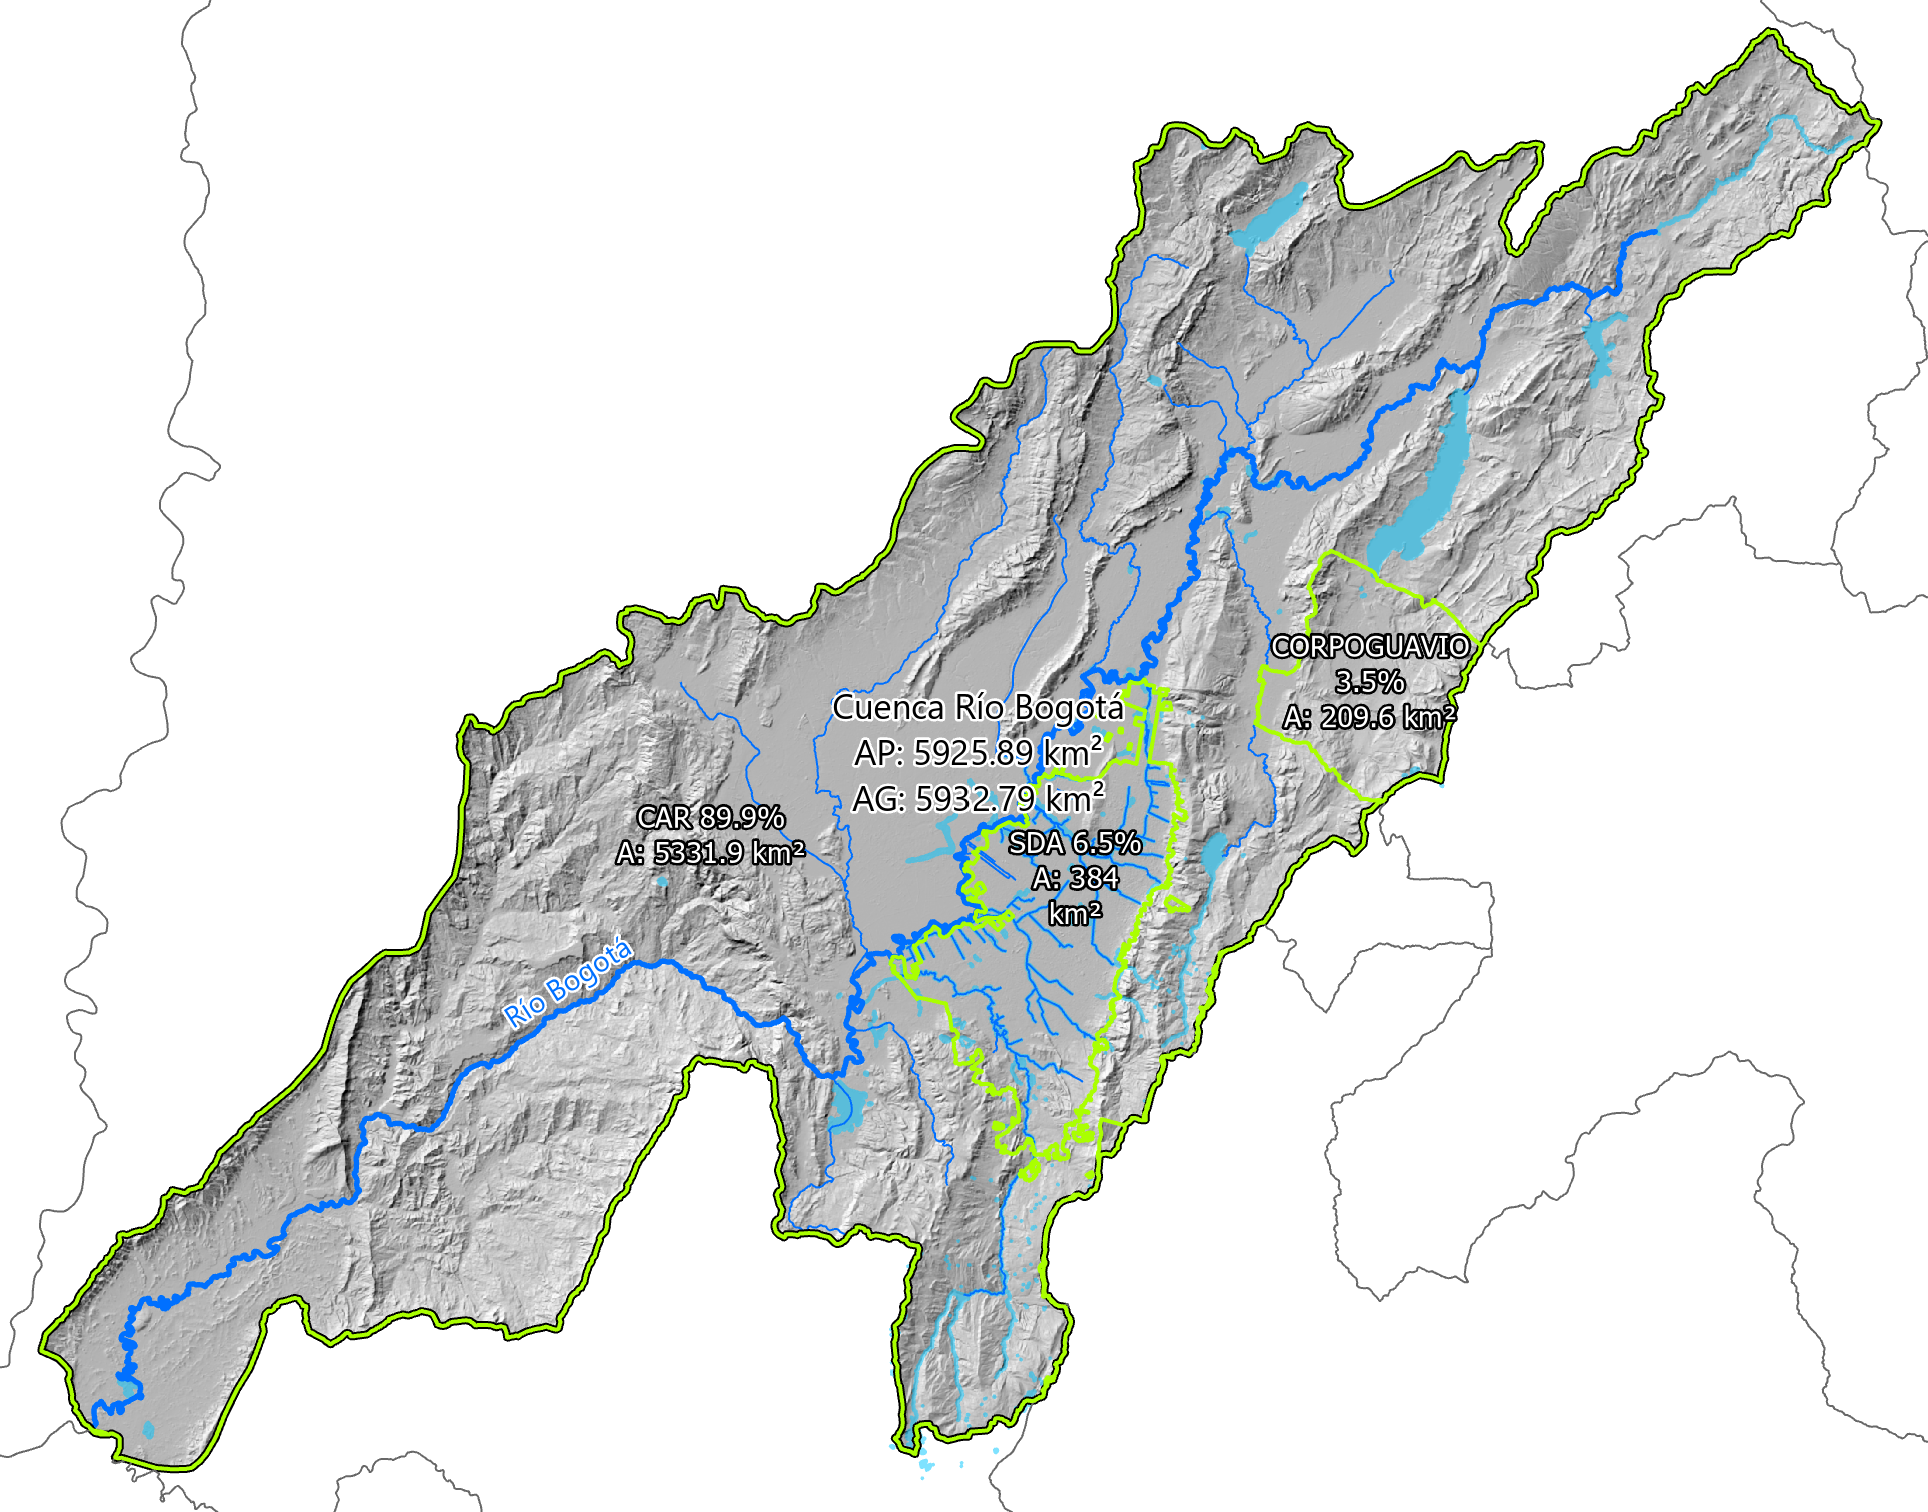 CORPOGUAVIO
3.5%
A: 209.6 km²
Cuenca Río Bogotá
AP: 5925.89 km²
AG: 5932.79 km²
CAR 89.9%
A: 5331.9 km²
SDA 6.5%
A: 384
km²
Río Bogotá